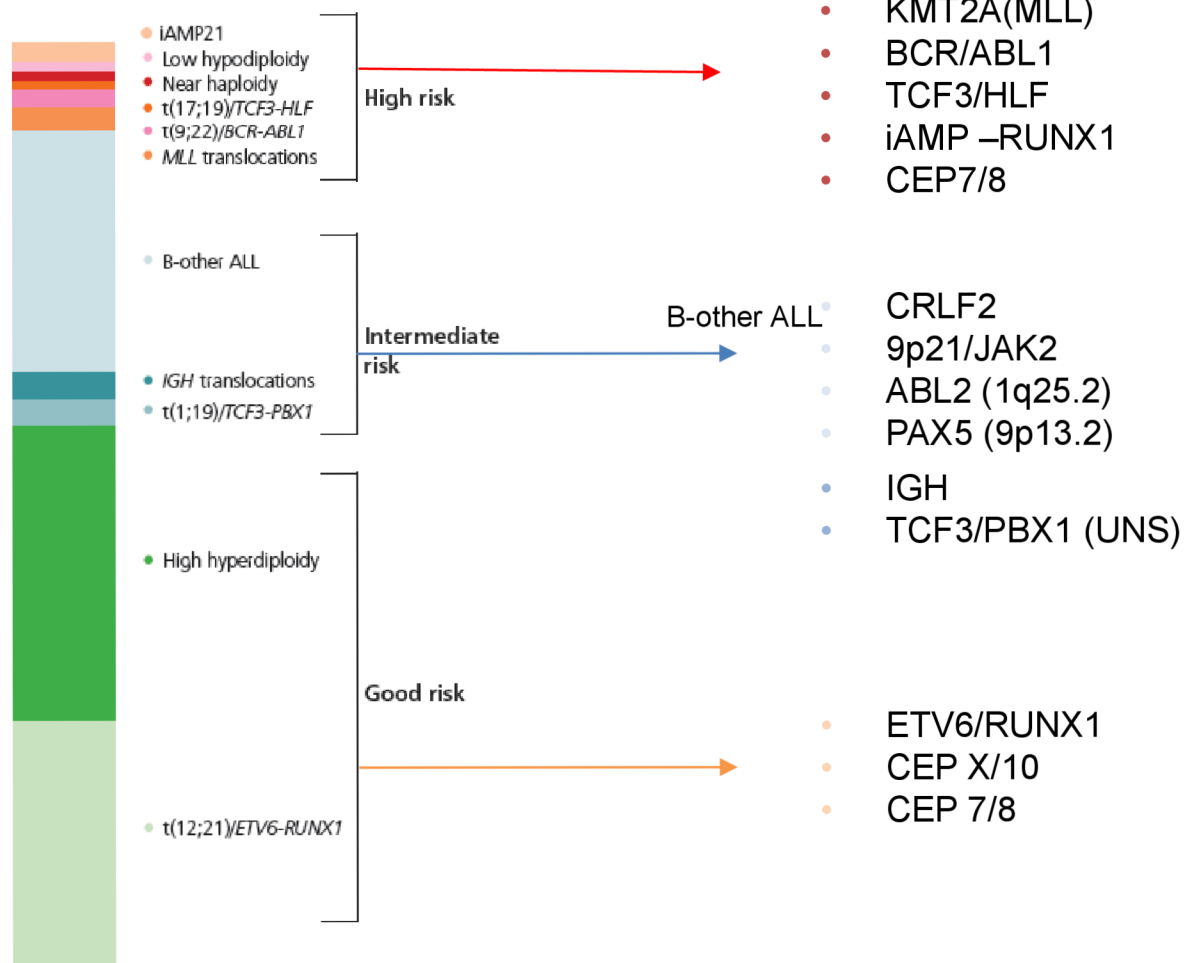 iAMP21
Low hypodiploidy
Near haploidy
t(17;19)/TCF3-HLF
t(9;22)/BCR-ABL1
MLL translocations
High risk
KMT2A(MLL)
BCR/ABL1
TCF3/HLF
iAMP –RUNX1
CEP7/8
B-other ALL
IGH translocations
t(1;19)/TCF3-PBX1
Intermediate
risk
B-other ALL
CRLF2
9p21/JAK2
ABL2 (1q25.2)
PAX5 (9p13.2)
IGH
TCF3/PBX1 (UNS)
High hyperdiploidy
t(12;21)/ETV6-RUNX1
Good risk
ETV6/RUNX1
CEP X/10
CEP 7/8